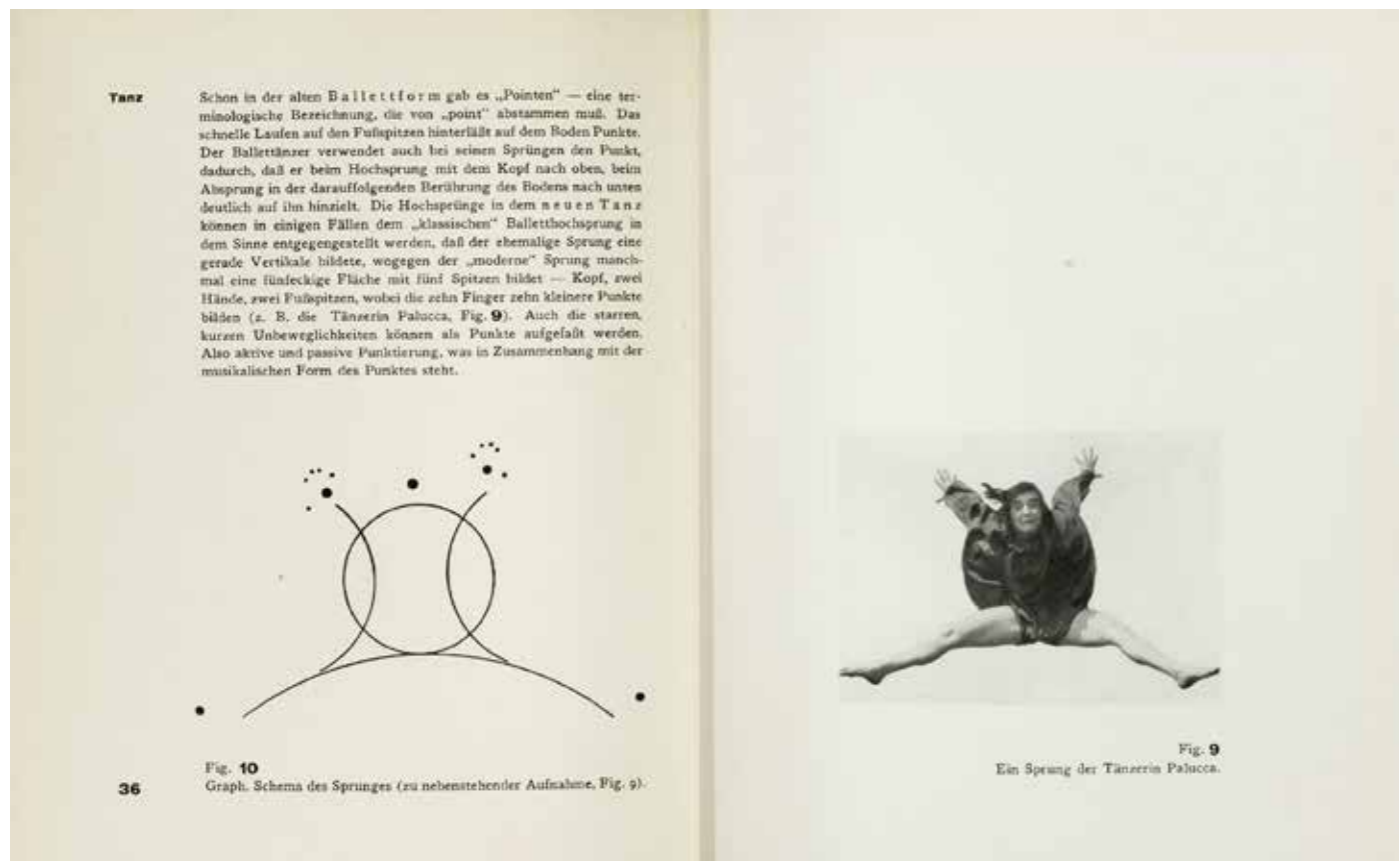 Tanz
Schon in der alten Ballettform gab es „Pointen“ — eine ter-
minologische Bezeichnung, die von „point“ abstammen muß. Das
schnelle Laufen auf den Fußspitzen hinterläßt auf dem Boden Punkte.
Der Ballettänzer verwendet auch bei seinen Sprüngen den Punkt,
dadurch, daß er beim Hochsprung mit dem Kopf nach oben, beim
Absprung in der darauffolgenden Berührung des Bodens nach unten
deutlich auf ihn hinzielt. Die Hochsprünge in dem neuen Tanz
können in einigen Fällen dem „klassischen“ Balletthochsprung in
dem Sinne entgegengestellt werden, daß der ehemalige Sprung eine
gerade Vertikale bildete, wogegen der „moderne“ Sprung manch-
mal eine fünfeckige Fläche mit fünf Spitzen bildet — Kopf, zwei
Hände, zwei Fußspitzen, wobei die zehn Finger zehn kleinere Punkte
bilden (z. B. die Tänzerin Palucca, Fig. 9). Auch die starren,
kurzen Unbeweglichkeiten können als Punkte aufgefaßt werden.
Also aktive und passive Punktierung, was in Zusammenhang mit der
musikalischen Form des Punktes steht.
Fig. 10
Graph. Schema des Sprunges (zu nebenstehender Aufnahme, Fig. 9).
36
Fig. 9
Ein Sprung der Tänzerin Palucca.